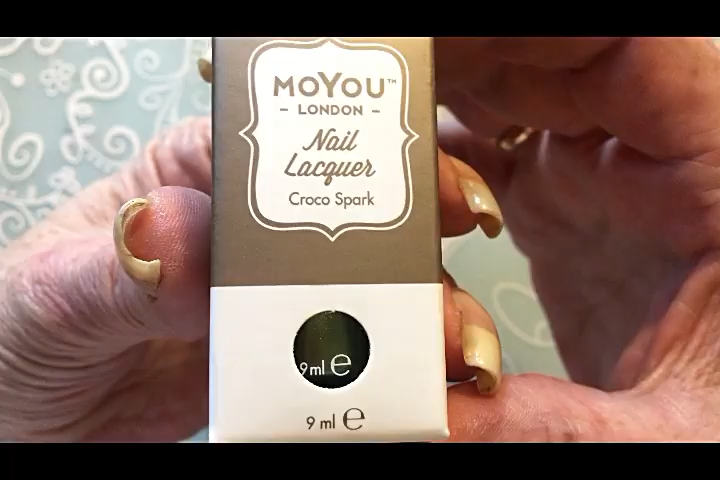 MOYOU™
- LONDON -
Nail
Lacquer
Croco Spark
9 ml ℮
9 ml ℮